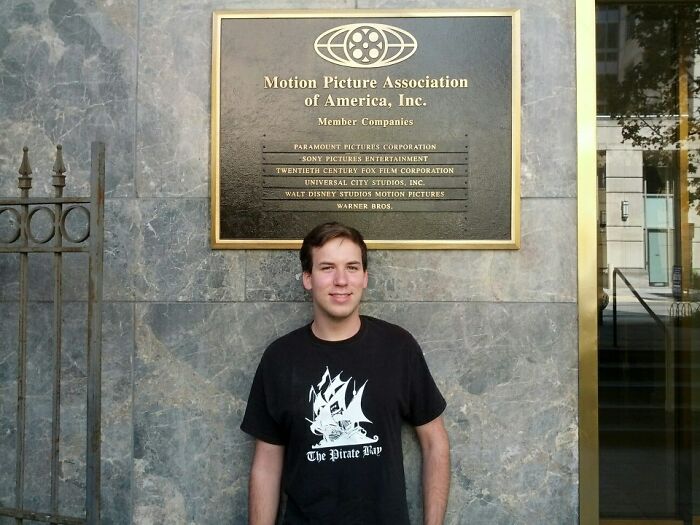 Motion Picture Association
of America, Inc.
Member Companies
PARAMOUNT PICTURES CORPORATION
SONY PICTURES ENTERTAINMENT
TWENTIETH CENTURY FOX FILM CORPORATION
UNIVERSAL CITY STUDIOS, INC.
WALT DISNEY STUDIOS MOTION PICTURES
WARNER BROS.
The Pirate Bay